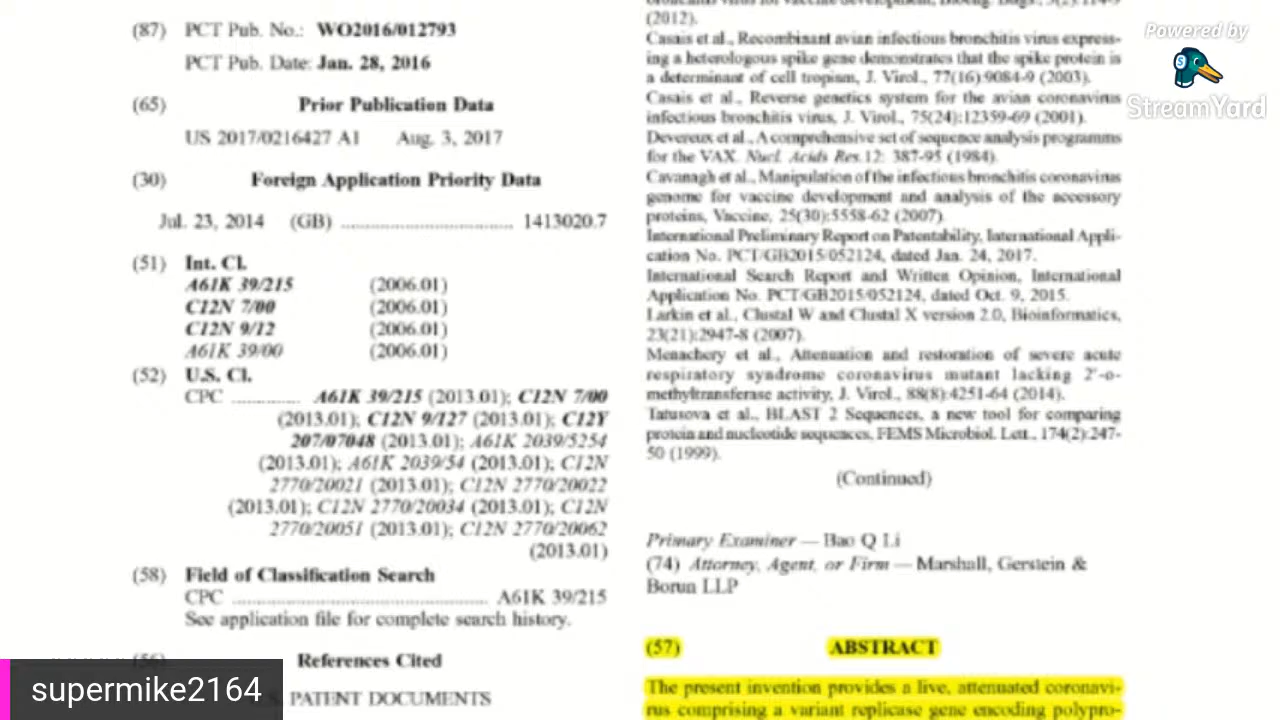 (87) PCT Pub. No.: WO2016/012793
PCT Pub. Date: Jan. 28, 2016
(65) Prior Publication Data
US 2017/0216427 A1 Aug. 3, 2017
(30) Foreign Application Priority Data
Jul. 23, 2014 (GB) ................................. 1413020.7
(51) Int. Cl.
A61K 39/215 (2006.01)
C12N 7/00 (2006.01)
C12N 9/12 (2006.01)
A61K 39/00 (2006.01)
(52) U.S. Cl.
CPC ............. A61K 39/215 (2013.01); C12N 7/00
(2013.01); C12N 9/127 (2013.01); C12Y
207/07048 (2013.01); A61K 2039/5254
(2013.01); A61K 2039/54 (2013.01); C12N
2770/20021 (2013.01); C12N 2770/20022
(2013.01); C12N 2770/20034 (2013.01); C12N
2770/20051 (2013.01); C12N 2770/20062
(2013.01)
(58) Field of Classification Search
CPC ................................................. A61K 39/215
See application file for complete search history.
(56) References Cited
PATENT DOCUMENTS
(2012).
Casais et al., Recombinant avian infectious bronchitis virus express-
ing a heterologous spike gene demonstrates that the spike protein is
a determinant of cell tropism, J. Virol., 77(16):9084-9 (2003).
Casais et al., Reverse genetics system for the avian coronavirus
infectious bronchitis virus, J. Virol., 75(24):12359-69 (2001).
Devereux et al., A comprehensive set of sequence analysis programms
for the VAX. Nucl. Acids Res.12: 387-95 (1984).
Cavanagh et al., Manipulation of the infectious bronchitis coronavirus
genome for vaccine development and analysis of the accessory
proteins, Vaccine, 25(30):5558-62 (2007).
International Preliminary Report on Patentability, International Appli-
cation No. PCT/GB2015/052124, dated Jan. 24, 2017.
International Search Report and Written Opinion, International
Application No. PCT/GB2015/052124, dated Oct. 9, 2015.
Larkin et al., Clustal W and Clustal X version 2.0, Bioinformatics,
23(21):2947-8 (2007).
Menachery et al., Attenuation and restoration of severe acute
respiratory syndrome coronavirus mutant lacking 2'-o-
methyltransferase activity, J. Virol., 88(8):4251-64 (2014).
Tatusova et al., BLAST 2 Sequences, a new tool for comparing
protein and nucleotide sequences, FEMS Microbiol. Lett., 174(2):247-
50 (1999).
(Continued)
Primary Examiner — Bao Q Li
(74) Attorney, Agent, or Firm — Marshall, Gerstein &
Borun LLP
(57) ABSTRACT
The present invention provides a live, attenuated coronavi-
rus comprising a variant replicase gene encoding polypro-
Powered by
StreamYard
supermike2164